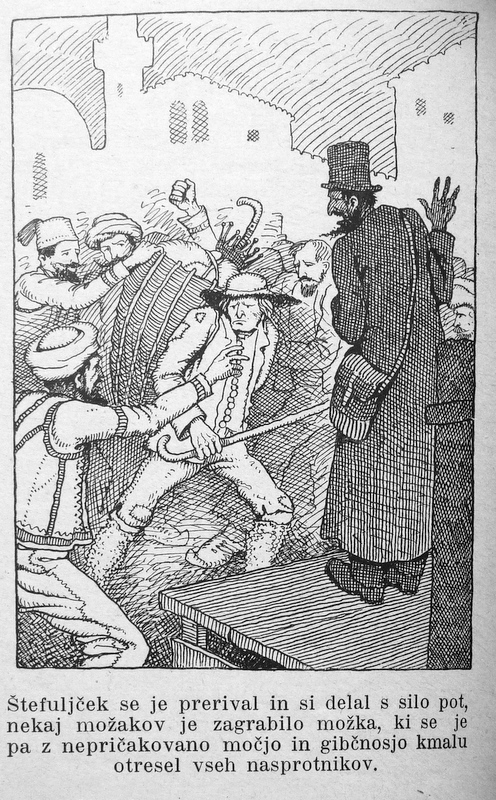 Štefuljček se je prerival in si delal s silo pot,
nekaj možakov je zagrabilo možka, ki se je
pa z nepričakovano močjo in gibčnosjo kmalu
otresel vseh nasprotnikov.